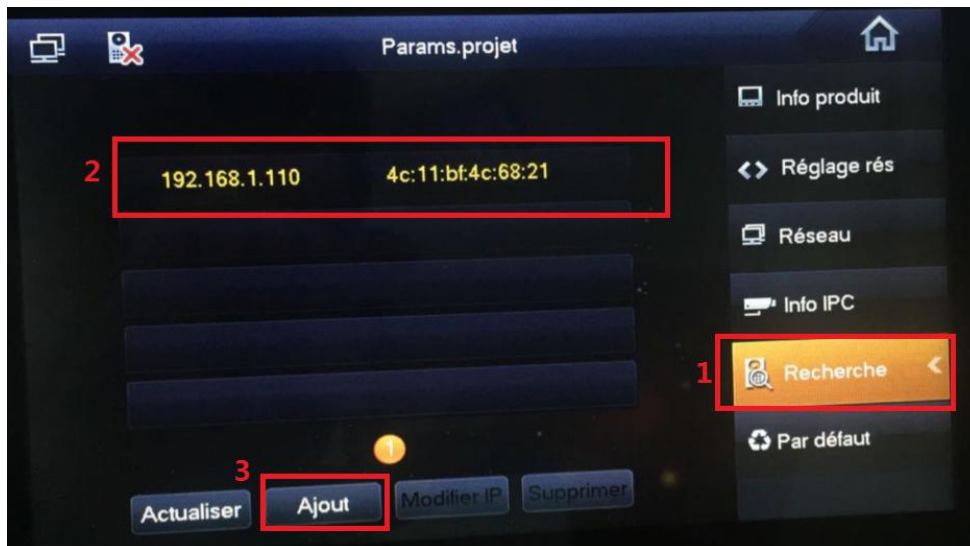 Params.projet
Info produit
2
192.168.1.110 4c:11:bf:4c:68:21
Réglage rés
Réseau
Info IPC
1
Recherche
Par défaut
1
3
Actualiser
Ajout
Modifier IP
Supprimer